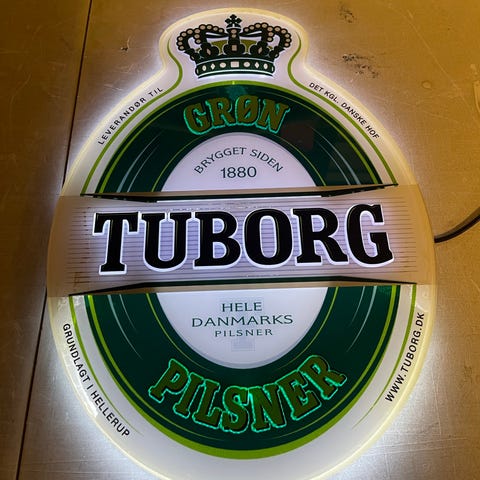 LEVERANDØR TIL
DET KGL. DANSKE HOF
GRØN
BRYGGET SIDEN
1880
TUBORG
HELE
DANMARKS
PILSNER
PILSNER
GRUNDLAGT I HELLERUP
WWW.TUBORG.DK